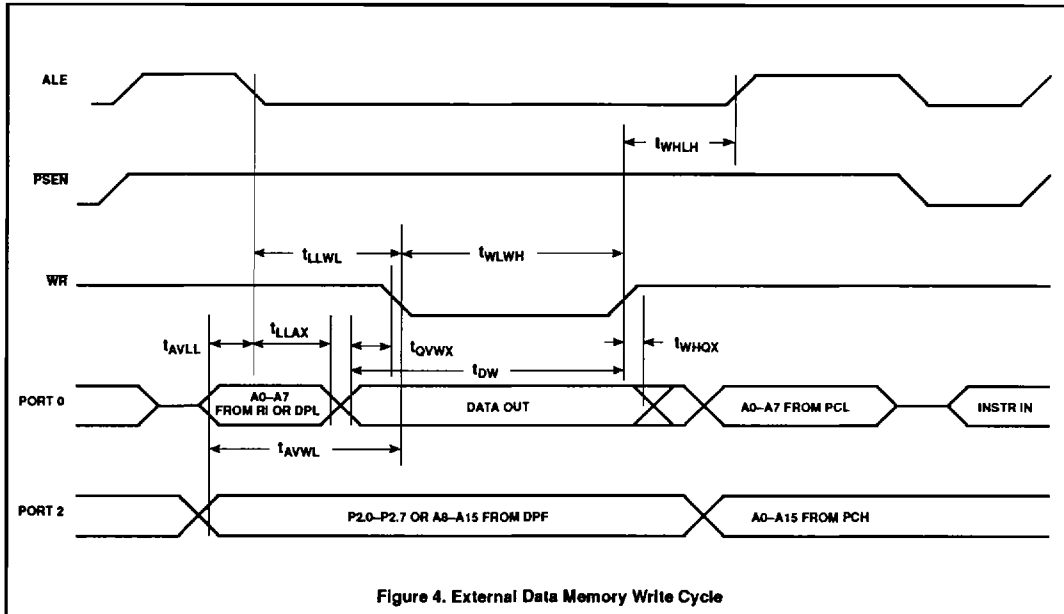 ALE
tWHLH
PSEN
tLLWL
tWLWH
WR
tAVLL
tLLAX
tQVWX
tWHQX
tDW
PORT 0
A0–A7
FROM RI OR DPL
DATA OUT
A0–A7 FROM PCL
INSTR IN
tAVWL
PORT 2
P2.0–P2.7 OR A8–A15 FROM DPF
A0–A15 FROM PCH
Figure 4. External Data Memory Write Cycle